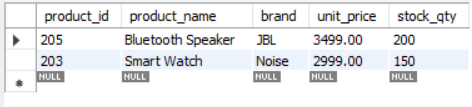 product_id product_name brand unit_price stock_qty
205 Bluetooth Speaker JBL 3499.00 200
203 Smart Watch Noise 2999.00 150
NULL NULL NULL NULL NULL